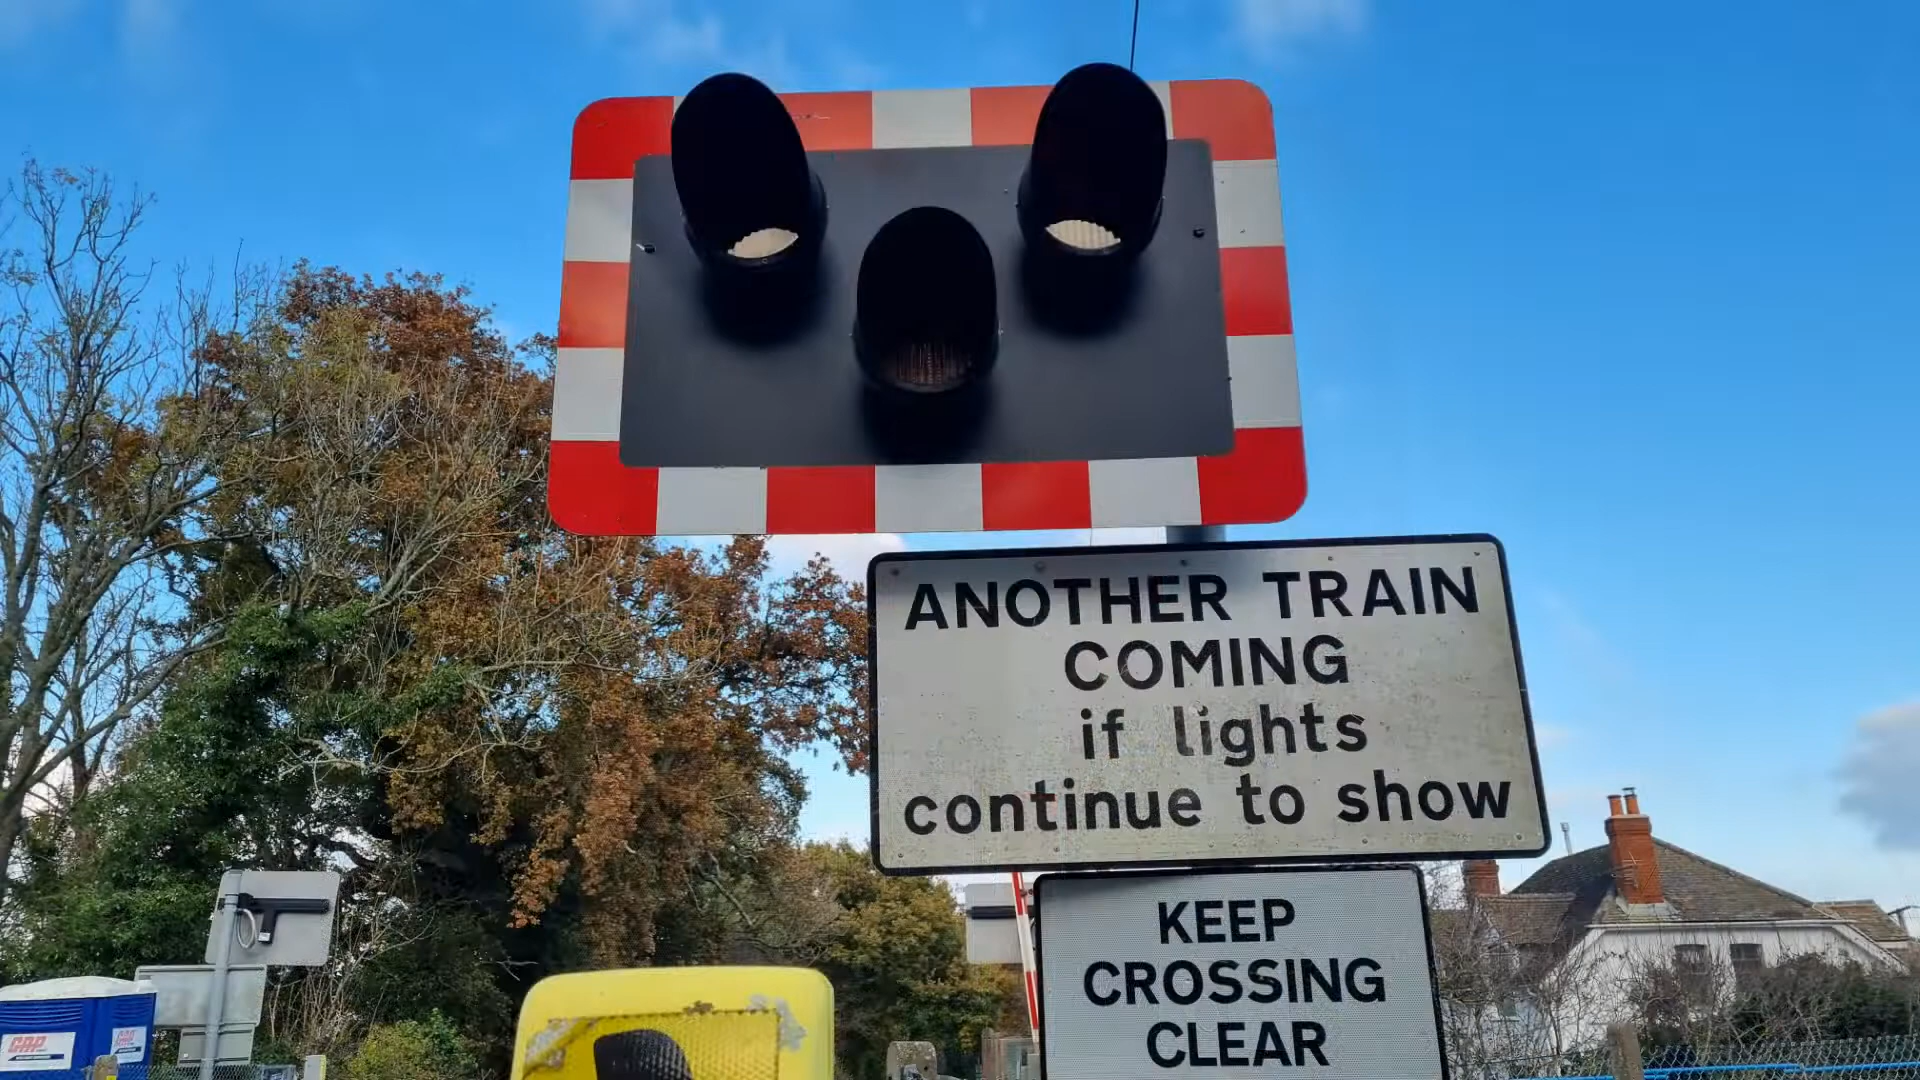 ANOTHER TRAIN
COMING
if lights
continue to show
KEEP
CROSSING
CLEAR